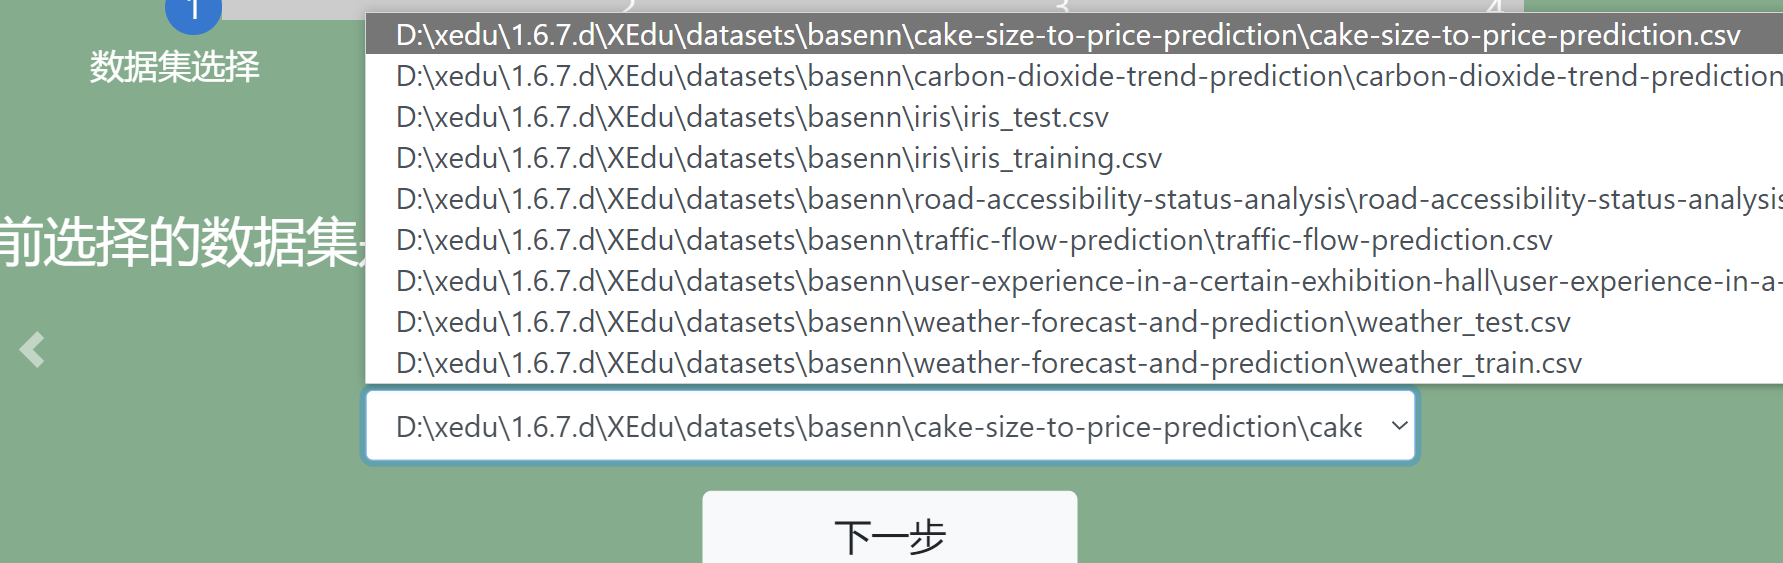 1
2
3
4
数据集选择
D:\xedu\1.6.7.d\XEdu\datasets\basenn\cake-size-to-price-prediction\cake-size-to-price-prediction.csv
D:\xedu\1.6.7.d\XEdu\datasets\basenn\carbon-dioxide-trend-prediction\carbon-dioxide-trend-prediction
D:\xedu\1.6.7.d\XEdu\datasets\basenn\iris\iris_test.csv
D:\xedu\1.6.7.d\XEdu\datasets\basenn\iris\iris_training.csv
D:\xedu\1.6.7.d\XEdu\datasets\basenn\road-accessibility-status-analysis\road-accessibility-status-analysis
D:\xedu\1.6.7.d\XEdu\datasets\basenn\traffic-flow-prediction\traffic-flow-prediction.csv
D:\xedu\1.6.7.d\XEdu\datasets\basenn\user-experience-in-a-certain-exhibition-hall\user-experience-in-a-
D:\xedu\1.6.7.d\XEdu\datasets\basenn\weather-forecast-and-prediction\weather_test.csv
D:\xedu\1.6.7.d\XEdu\datasets\basenn\weather-forecast-and-prediction\weather_train.csv
前选择的数据集
D:\xedu\1.6.7.d\XEdu\datasets\basenn\cake-size-to-price-prediction\cake
下一步